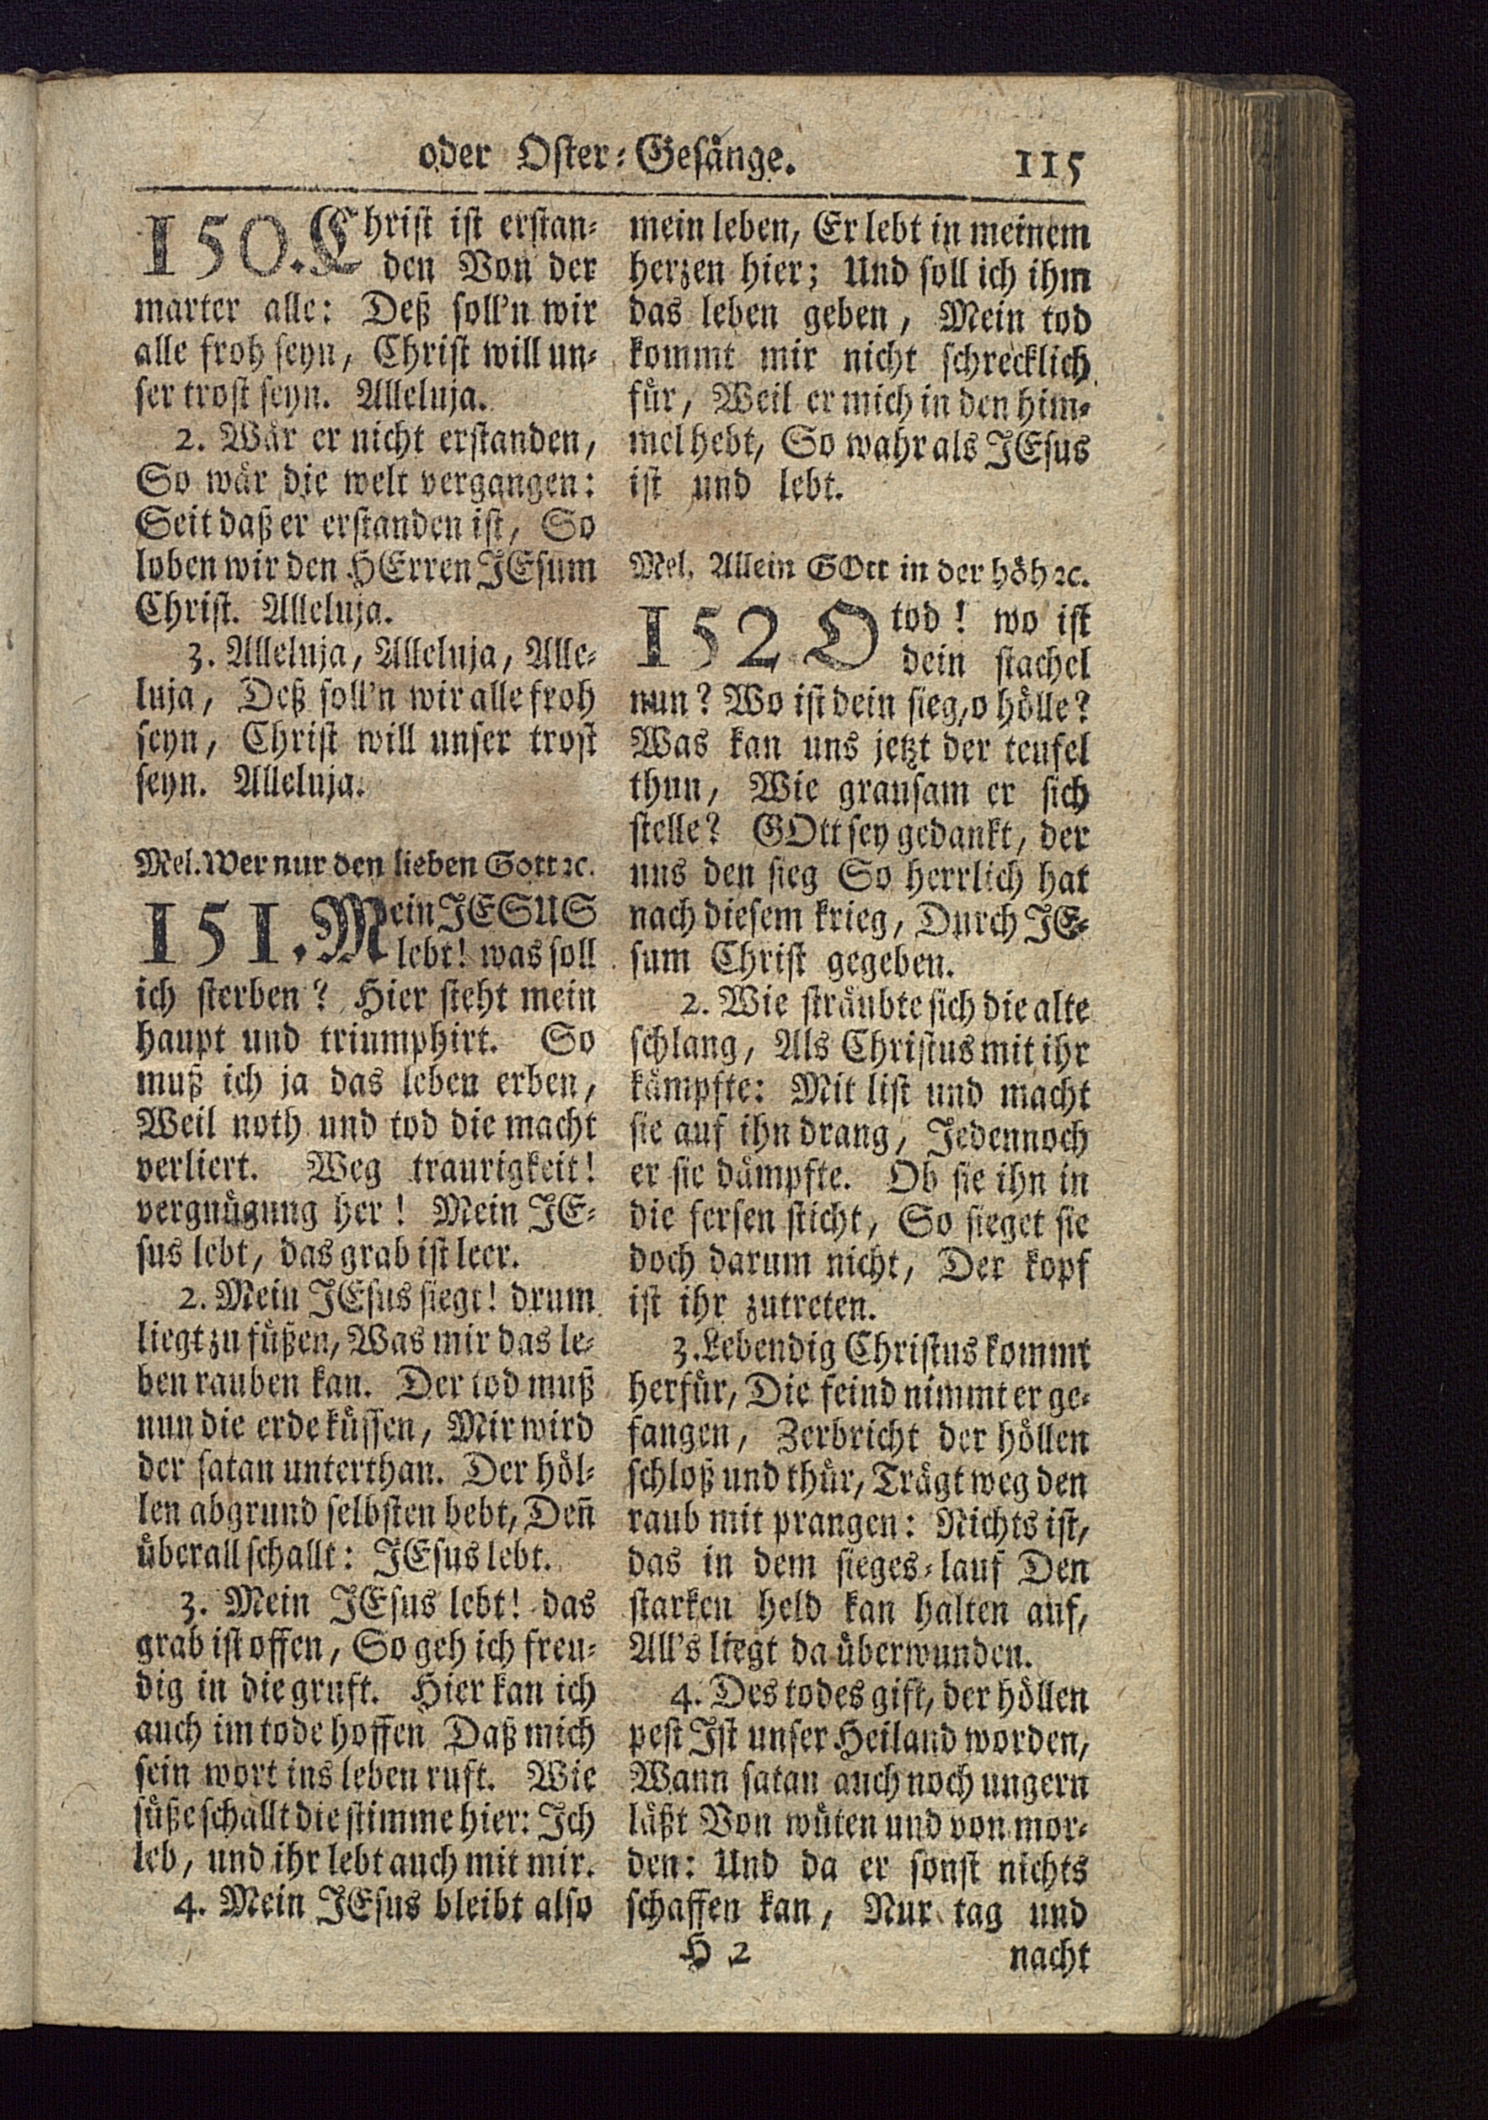 oder Oster-Gesänge. 115
150. Christ ist erstan-
den Von der
marter alle: Deß soll'n wir
alle froh seyn, Christ will un-
ser trost seyn. Alleluja.
2. Wär er nicht erstanden,
So wär die welt vergangen:
Seit daß er erstanden ist, So
loben wir den HErren JEsum
Christ. Alleluja.
3. Alleluja, Alleluja, Alle-
luja, Deß soll'n wir alle froh
seyn, Christ will unser trost
seyn. Alleluja.
Mel. Wer nur den lieben Gott ꝛc.
151. Mein JESUS
lebt! was soll
ich sterben? Hier steht mein
haupt und triumphirt. So
muß ich ja das leben erben,
Weil noth und tod die macht
verliert. Weg traurigkeit!
vergnügung her! Mein JE-
sus lebt, das grab ist leer.
2. Mein JEsus siegt! drum
liegt zu füßen, Was mir das le-
ben rauben kan. Der tod muß
nun die erde küssen, Mir wird
der satan unterthan. Der höl-
len abgrund selbsten bebt, Deñ
überall schallt: JEsus lebt.
3. Mein JEsus lebt! das
grab ist offen, So geh ich freu-
dig in die gruft. Hier kan ich
auch im tode hoffen Daß mich
sein wort ins leben ruft. Wie
süße schallt die stimme hier: Ich
leb, und ihr lebt auch mit mir.
4. Mein JEsus bleibt also
mein leben, Er lebt in meinem
herzen hier; Und soll ich ihm
das leben geben, Mein tod
kommt mir nicht schrecklich
für, Weil er mich in den him-
mel hebt, So wahr als JEsus
ist und lebt.
Mel. Allein GOtt in der höh ꝛc.
152 O tod! wo ist
dein stachel
nun? Wo ist dein sieg, o hölle?
Was kan uns jetzt der teufel
thun, Wie grausam er sich
stelle? GOtt sey gedankt, der
uns den sieg So herrlich hat
nach diesem krieg, Durch JE-
sum Christ gegeben.
2. Wie sträubte sich die alte
schlang, Als Christus mit ihr
kämpfte: Mit list und macht
sie auf ihn drang, Jedennoch
er sie dämpfte. Ob sie ihn in
die fersen sticht, So sieget sie
doch darum nicht, Der kopf
ist ihr zutreten.
3. Lebendig Christus kommt
herfür, Die feind nimmt er ge-
fangen, Zerbricht der höllen
schloß und thür, Trägt weg den
raub mit prangen: Nichts ist,
das in dem sieges-lauf Den
starken held kan halten auf,
All's liegt da überwunden.
4. Des todes gift, der höllen
pest Ist unser Heiland worden,
Wann satan auch noch ungern
läßt Von wüten und von mor-
den: Und da er sonst nichts
schaffen kan, Nur tag und
H 2 nacht